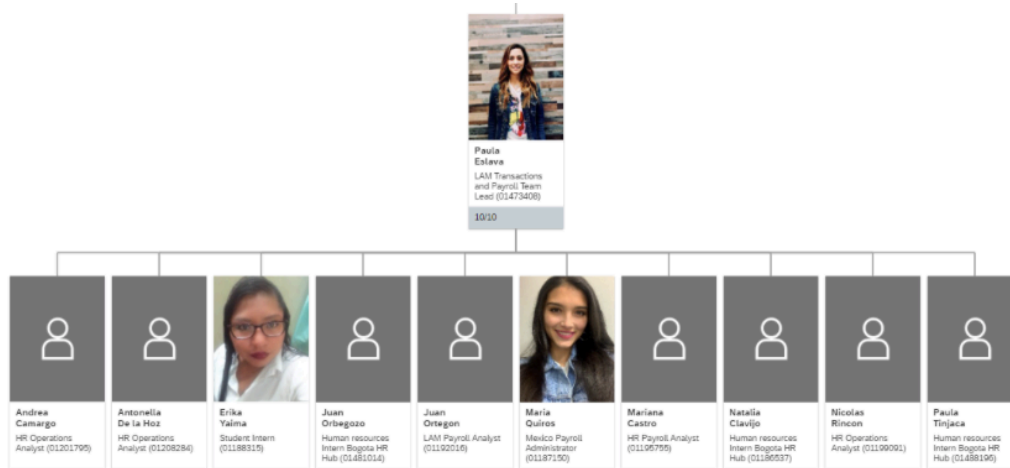 Paula
Eslava
LAM Transactions
and Payroll Team
Lead (01473408)
10/10
Andrea
Camargo
HR Operations
Analyst (01201795)
Antonella
De la Hoz
HR Operations
Analyst (01208284)
Erika
Yaima
Student Intern
(01188315)
Juan
Orbegozo
Human resources
Intern Bogota HR
Hub (01481014)
Juan
Ortegon
LAM Payroll Analyst
(01192016)
Maria
Quiros
Mexico Payroll
Administrator
(01187150)
Mariana
Castro
HR Payroll Analyst
(01195755)
Natalia
Clavijo
Human resources
Intern Bogota HR
Hub (01186537)
Nicolas
Rincon
HR Operations
Analyst (01199091)
Paula
Tinjaca
Human resources
Intern Bogota HR
Hub (01488196)